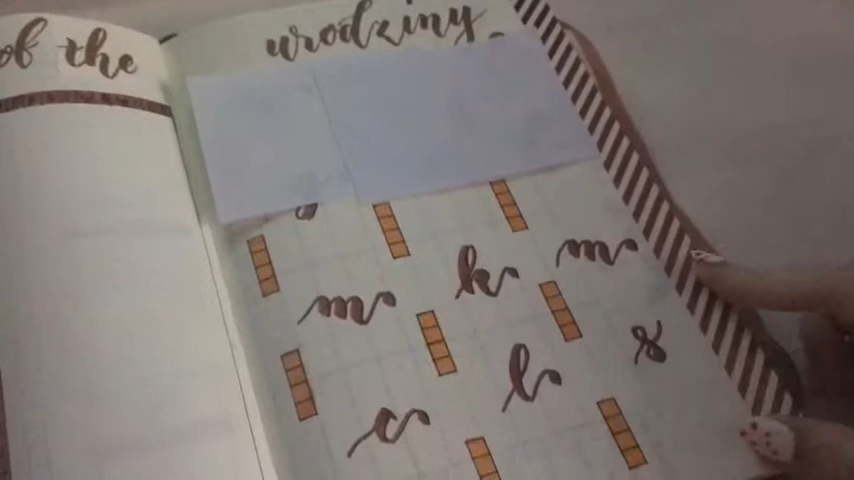 of the
urodziny
m k m
c l s